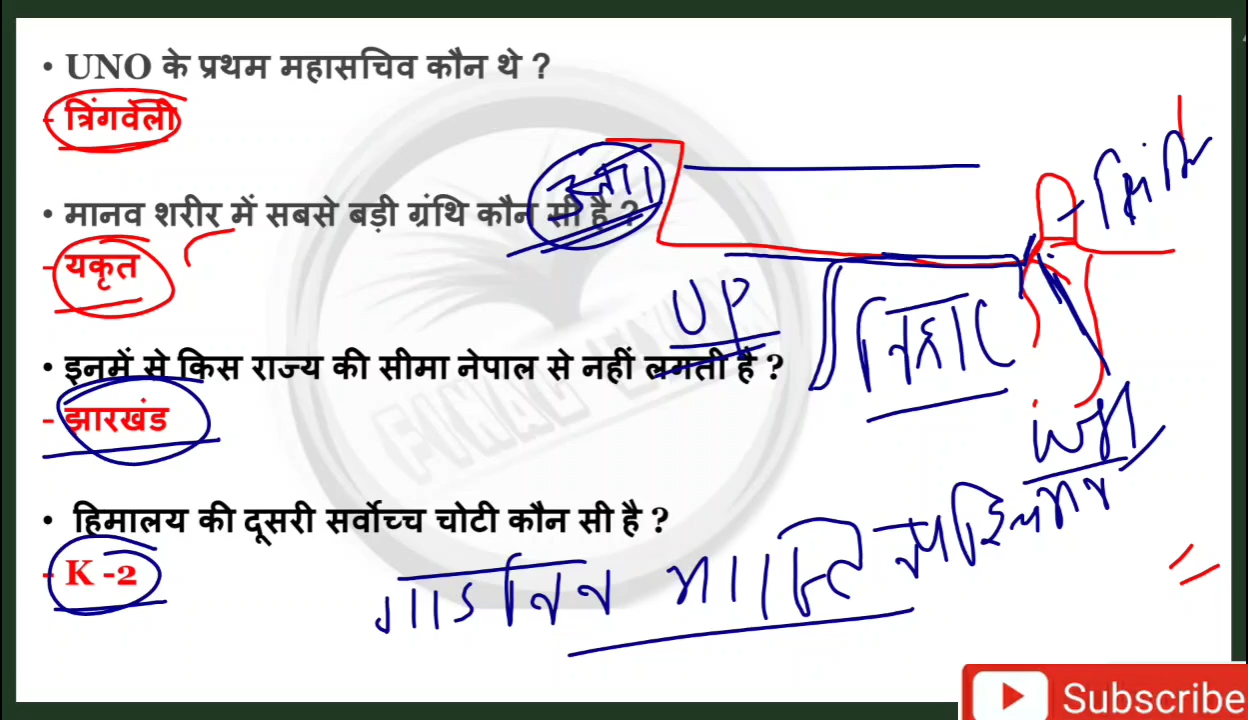 • UNO के प्रथम महासचिव कौन थे ?
- त्रिंगवेली
• मानव शरीर में सबसे बड़ी ग्रंथि कौन सी है ?
- यकृत
• इनमें से किस राज्य की सीमा नेपाल से नहीं लगती है ?
- झारखंड
• हिमालय की दूसरी सर्वोच्च चोटी कौन सी है ?
- K -2
UP
गाडविन
Subscribe